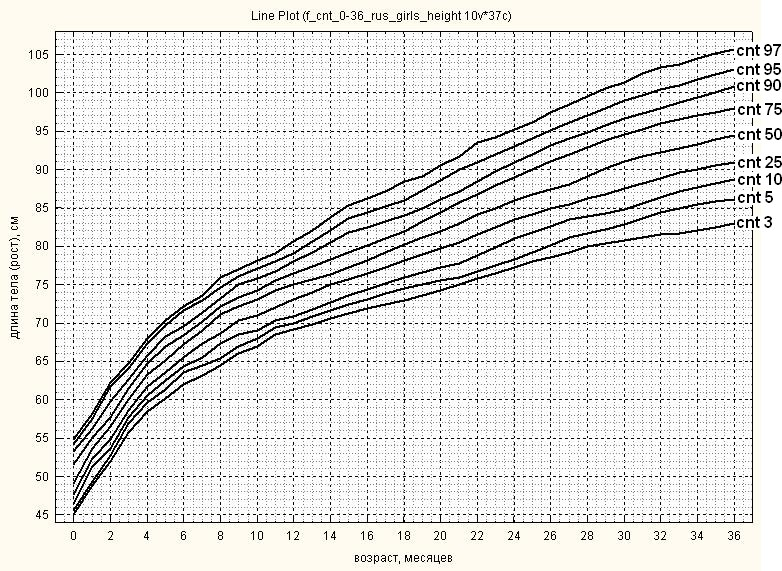 Line Plot (f_cnt_0-36_rus_girls_height 10v*37c)
105
100
95
90
85
80
75
70
65
60
55
50
45
длина тела (рост), см
cnt 97
cnt 95
cnt 90
cnt 75
cnt 50
cnt 25
cnt 10
cnt 5
cnt 3
0 2 4 6 8 10 12 14 16 18 20 22 24 26 28 30 32 34 36
возраст, месяцев